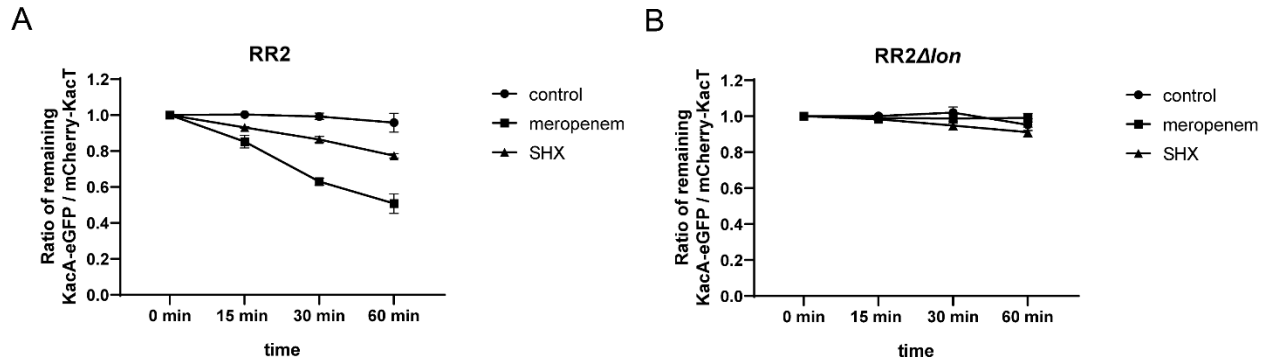 A
RR2
Ratio of remaining
KacA-eGFP / mCherry-KacT
1.2
1.0
0.8
0.6
0.4
0.2
0.0
0 min 15 min 30 min 60 min
time
control
meropenem
SHX
B
RR2Δlon
Ratio of remaining
KacA-eGFP / mCherry-KacT
1.2
1.0
0.8
0.6
0.4
0.2
0.0
0 min 15 min 30 min 60 min
time
control
meropenem
SHX